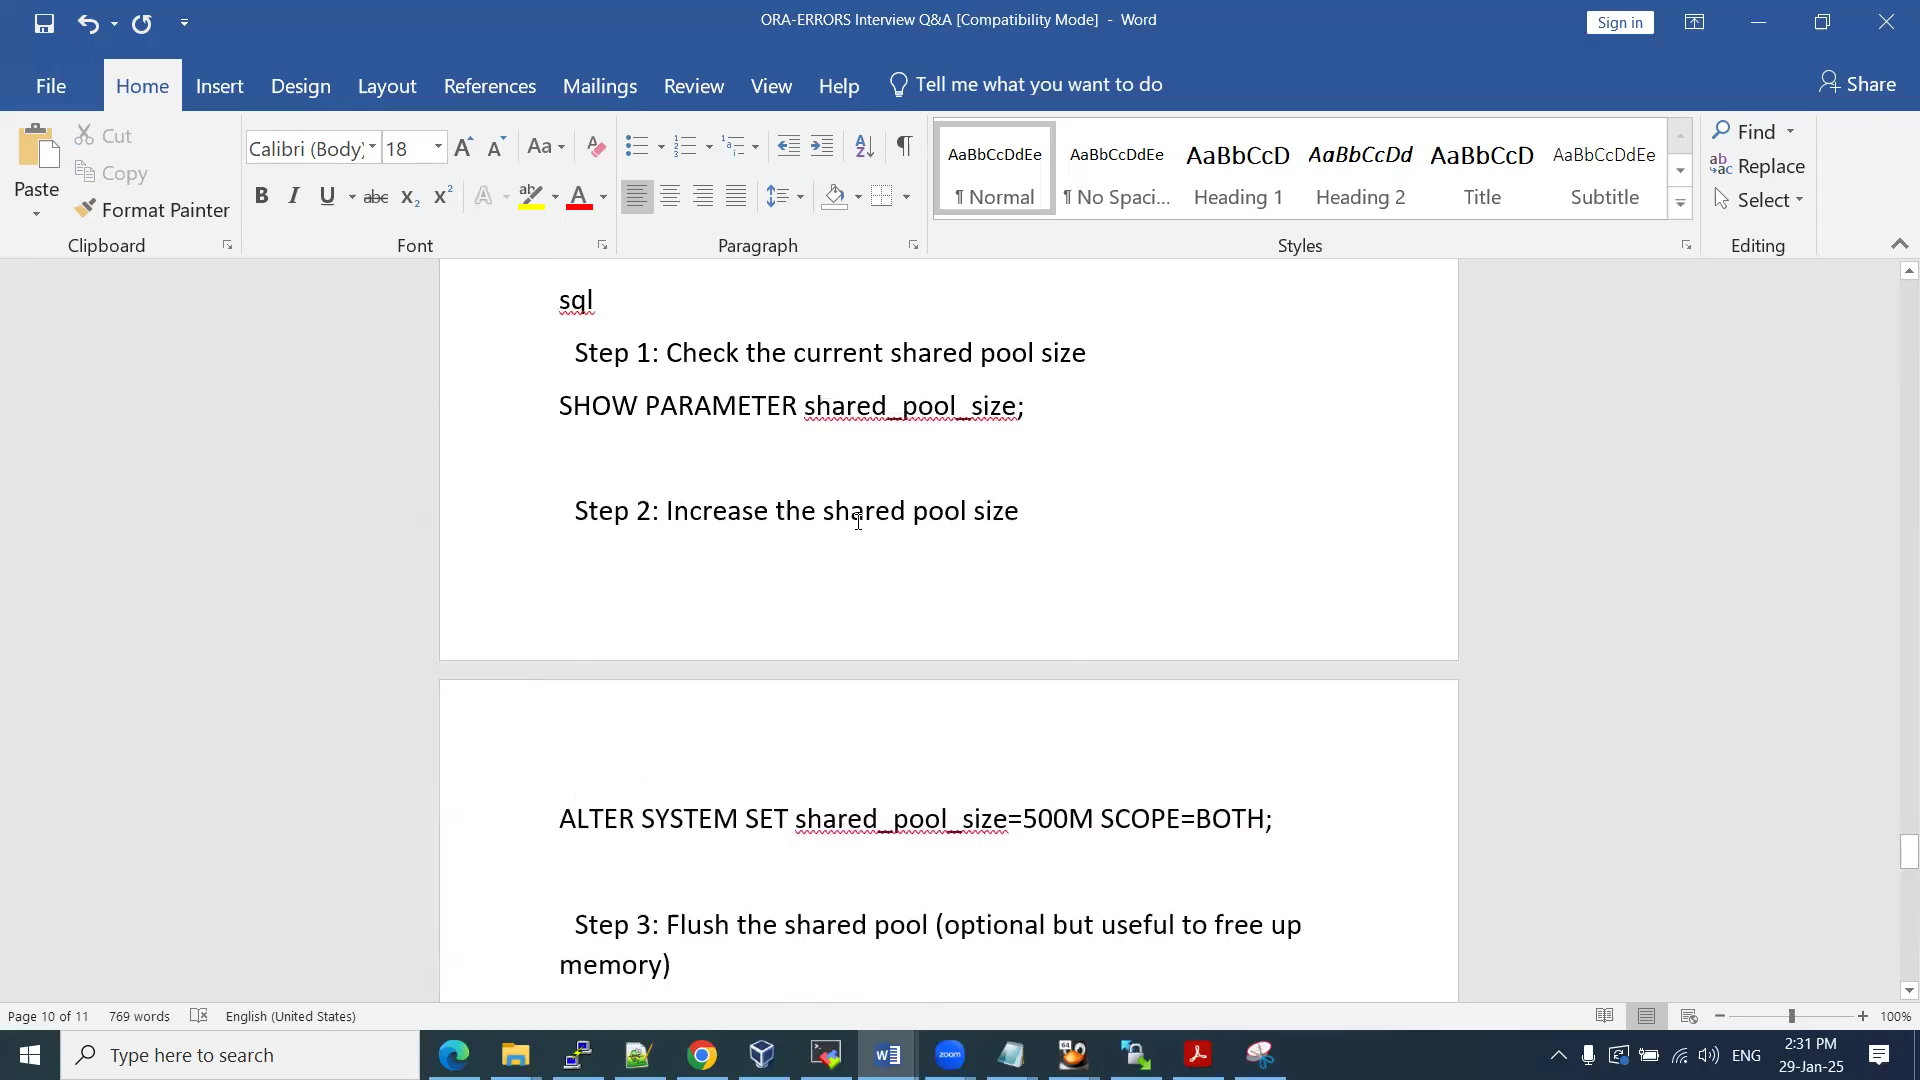 ORA-ERRORS Interview Q&A [Compatibility Mode] - Word
Sign in
File Home Insert Design Layout References Mailings Review View Help Tell me what you want to do Share
Paste
Cut
Copy
Format Painter
Clipboard
Calibri (Body) 18
Aa
B I U abc X₂ X² A ab A
Font
Paragraph
AaBbCcDdEe AaBbCcDdEe AaBbCcD AaBbCcDd AaBbCcD AaBbCcDdEe
¶ Normal ¶ No Spaci... Heading 1 Heading 2 Title Subtitle
Styles
Find
Replace
Select
Editing
sql
Step 1: Check the current shared pool size
SHOW PARAMETER shared_pool_size;
Step 2: Increase the shared pool size
ALTER SYSTEM SET shared_pool_size=500M SCOPE=BOTH;
Step 3: Flush the shared pool (optional but useful to free up
memory)
Page 10 of 11 769 words English (United States) 100%
Type here to search
zoom
ENG
2:31 PM
29-Jan-25